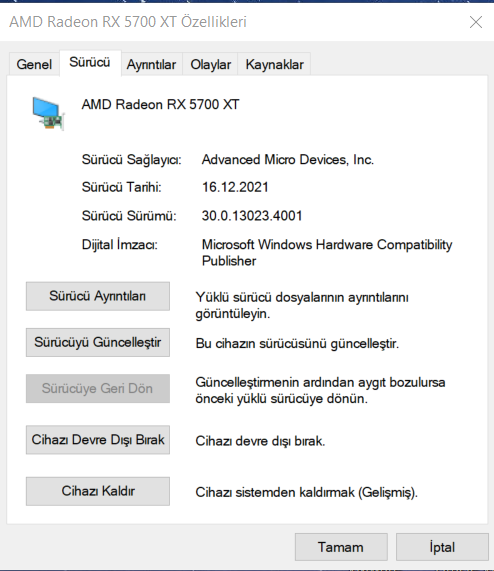 AMD Radeon RX 5700 XT Özellikleri
Genel Sürücü Ayrıntılar Olaylar Kaynaklar
AMD Radeon RX 5700 XT
Sürücü Sağlayıcı: Advanced Micro Devices, Inc.
Sürücü Tarihi: 16.12.2021
Sürücü Sürümü: 30.0.13023.4001
Dijital İmzacı: Microsoft Windows Hardware Compatibility
Publisher
Sürücü Ayrıntıları
Yüklü sürücü dosyalarının ayrıntılarını
görüntüleyin.
Sürücüyü Güncelleştir
Bu cihazın sürücüsünü güncelleştir.
Sürücüye Geri Dön
Güncelleştirmenin ardından aygıt bozulursa
önceki yüklü sürücüye dönün.
Cihazı Devre Dışı Bırak
Cihazı devre dışı bırak.
Cihazı Kaldır
Cihazı sistemden kaldırmak (Gelişmiş).
Tamam İptal